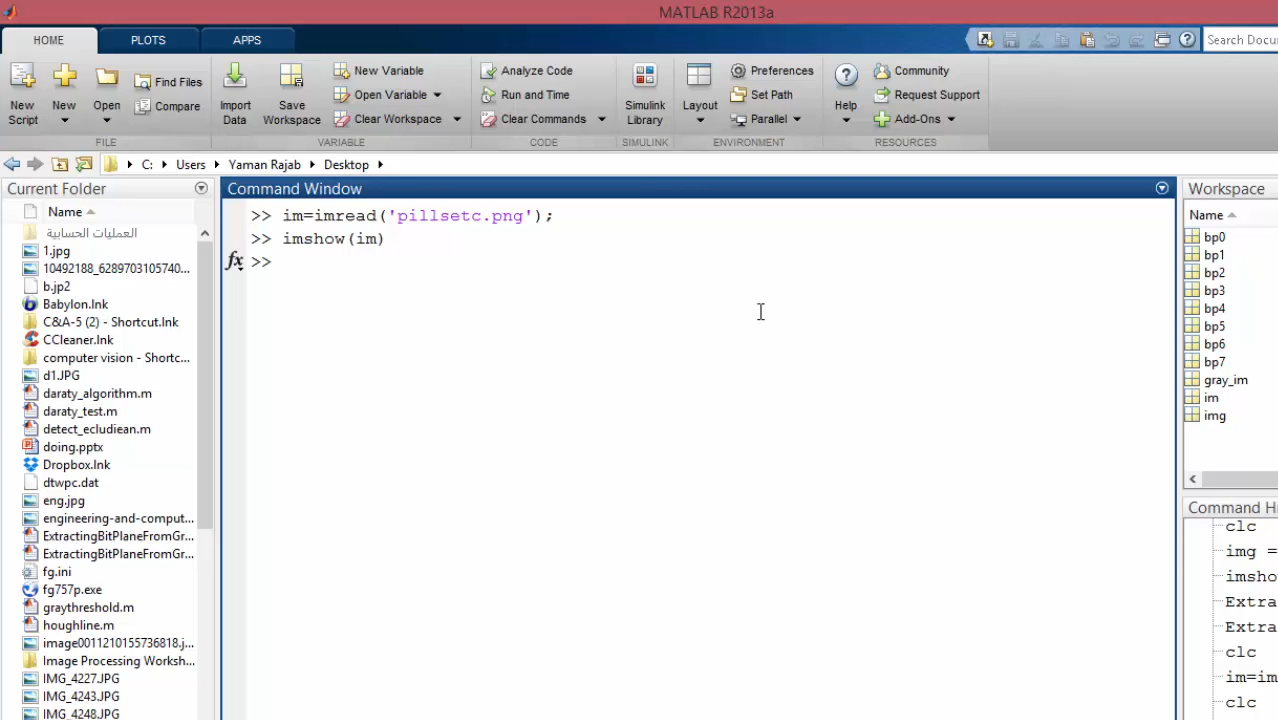 MATLAB R2013a
HOME
PLOTS
APPS
Search Docu
New Script
New
Open
Find Files
Compare
FILE
Import Data
Save Workspace
New Variable
Open Variable
Clear Workspace
VARIABLE
Analyze Code
Run and Time
Clear Commands
CODE
Simulink Library
SIMULINK
Layout
Preferences
Set Path
Parallel
ENVIRONMENT
Help
Community
Request Support
Add-Ons
RESOURCES
C: Users Yaman Rajab Desktop
Current Folder
Name
العمليات الحسابية
1.jpg
10492188_6289703105740...
b.jp2
Babylon.lnk
C&A-5 (2) - Shortcut.lnk
CCleaner.lnk
computer vision - Shortc...
d1.JPG
daraty_algorithm.m
daraty_test.m
detect_ecludiean.m
doing.pptx
Dropbox.lnk
dtwpc.dat
eng.jpg
engineering-and-comput...
ExtractingBitPlaneFromGr...
ExtractingBitPlaneFromGr...
fg.ini
fg757p.exe
graythreshold.m
houghline.m
image0011210155736818.j...
Image Processing Worksh...
IMG_4227.JPG
IMG_4243.JPG
IMG_4248.JPG
Command Window
>> im=imread('pillsetc.png');
>> imshow(im)
fx >>
Workspace
Name
bp0
bp1
bp2
bp3
bp4
bp5
bp6
bp7
gray_im
im
img
Command Hi
clc
img =
imsho
Extra
Extra
clc
im=im
clc